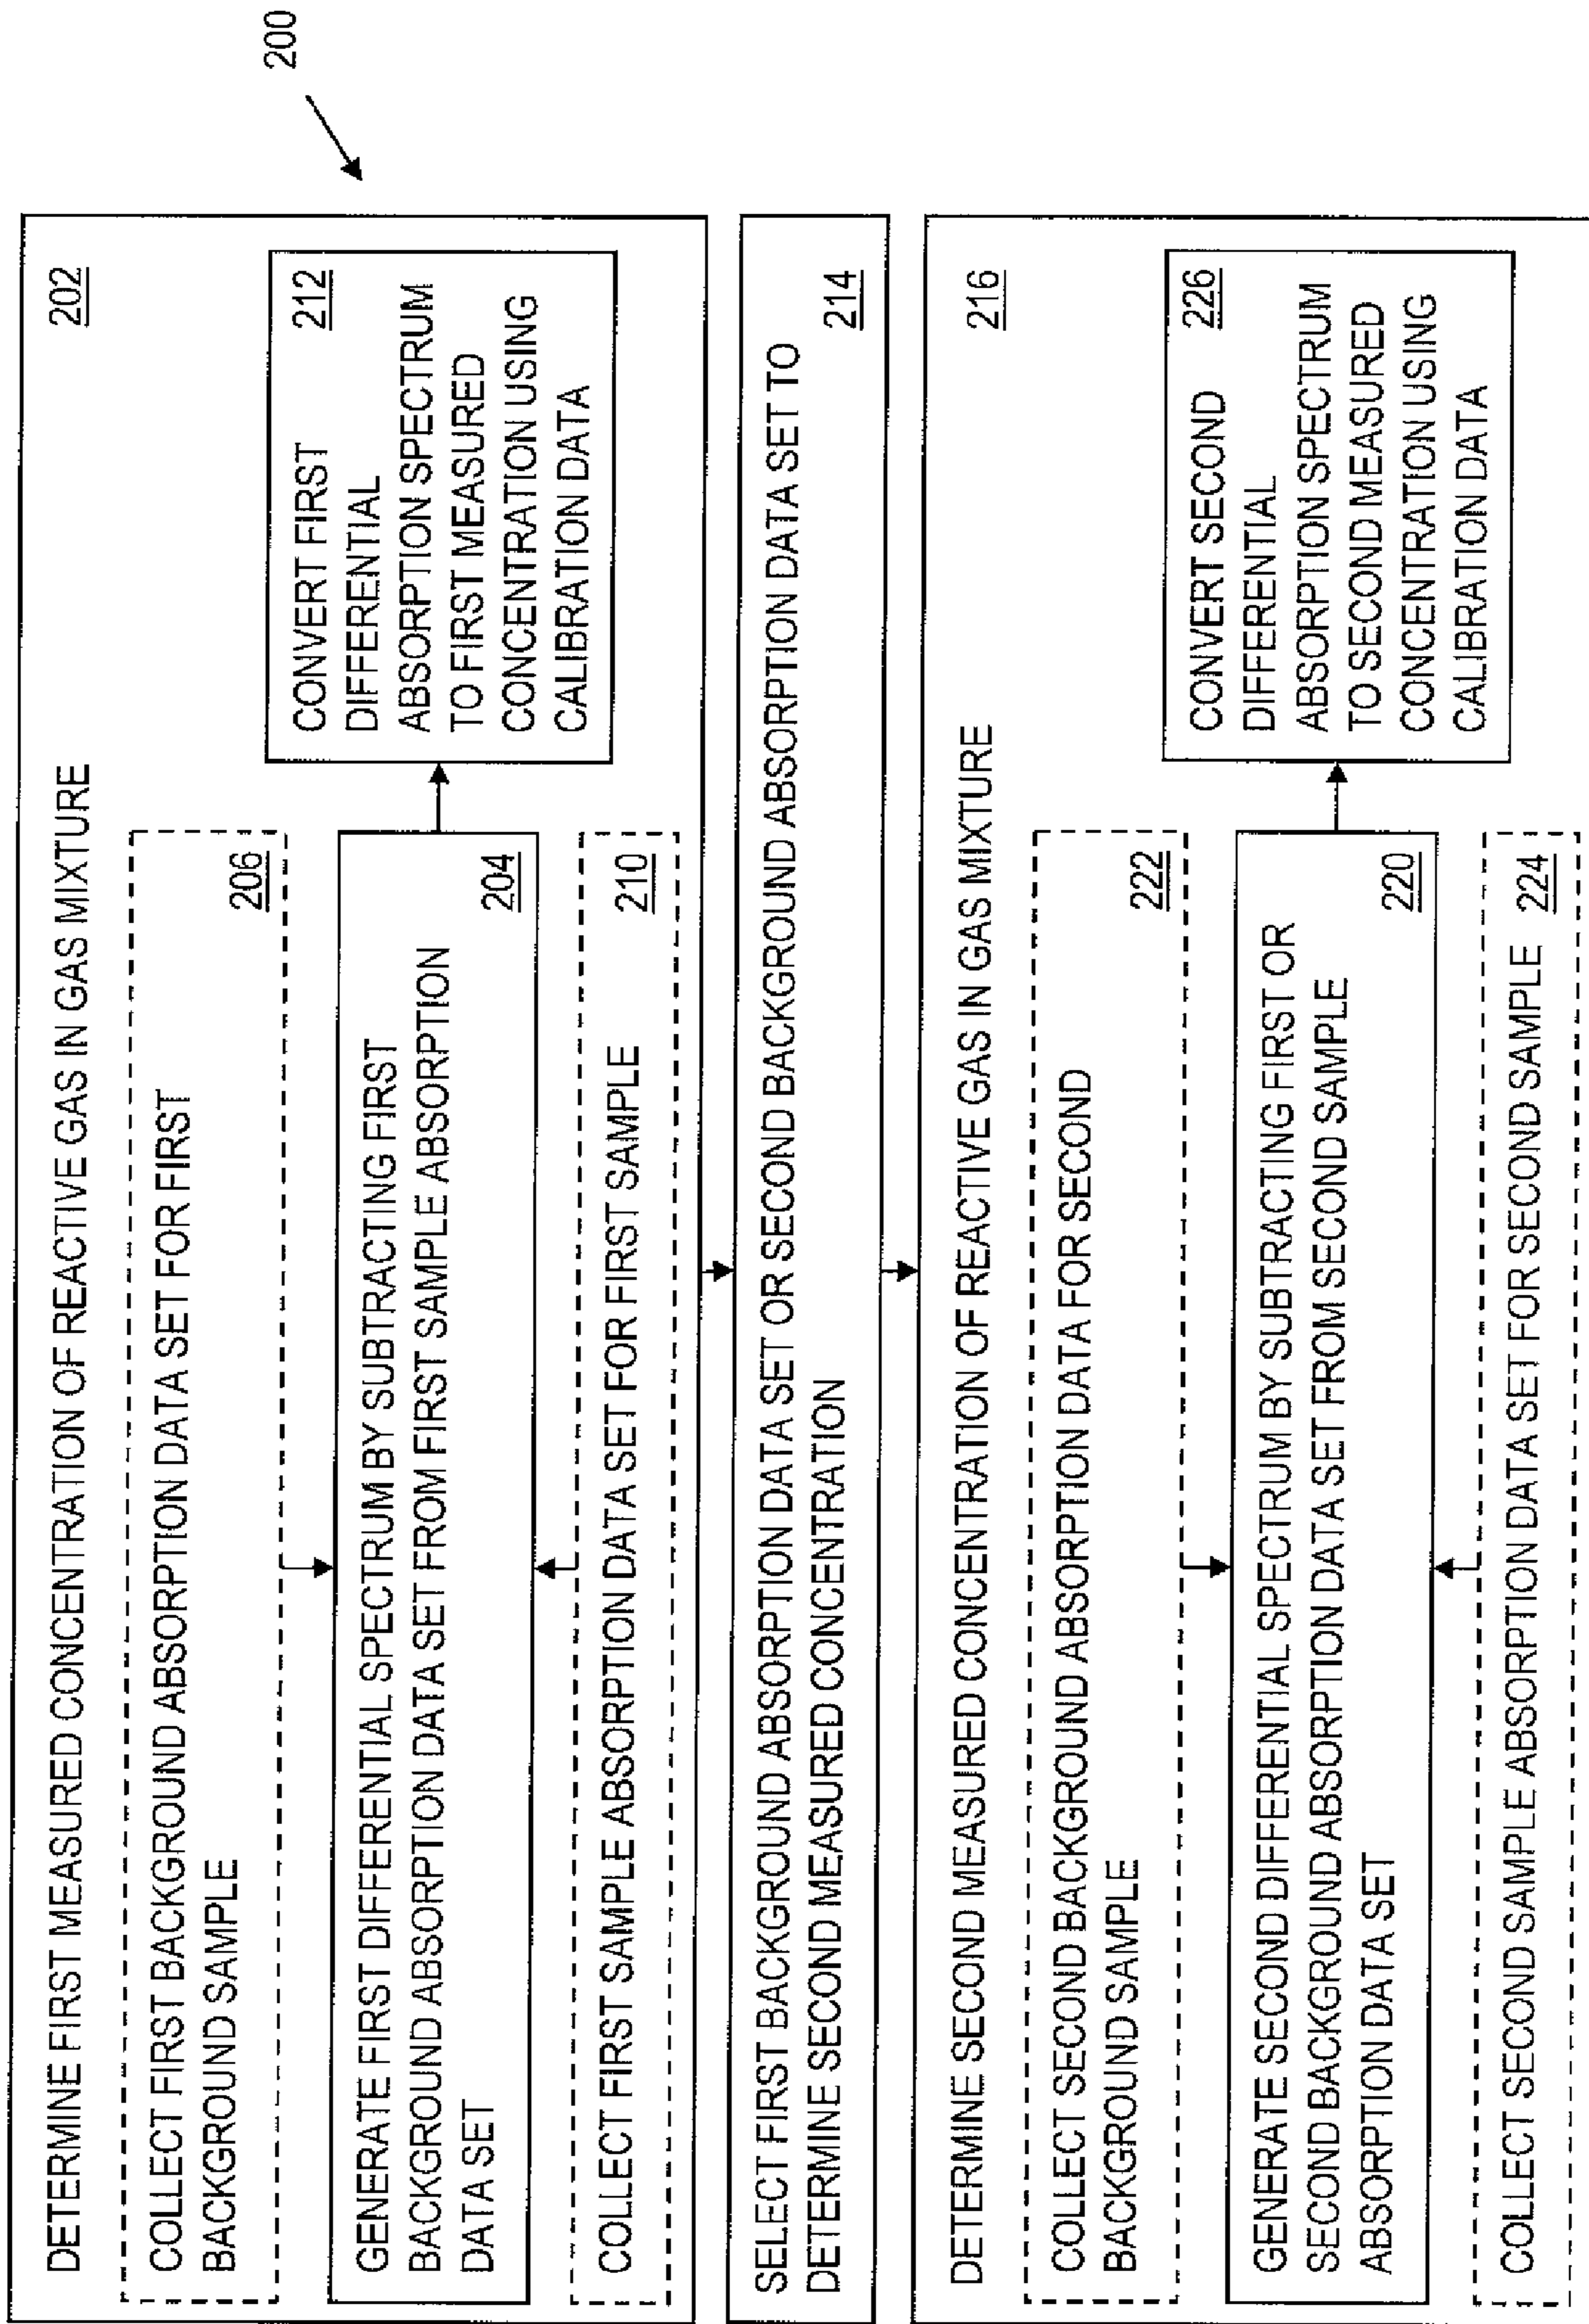 200
DETERMINE FIRST MEASURED CONCENTRATION OF REACTIVE GAS IN GAS MIXTURE
202
COLLECT FIRST BACKGROUND ABSORPTION DATA SET FOR FIRST
BACKGROUND SAMPLE
206
GENERATE FIRST DIFFERENTIAL SPECTRUM BY SUBTRACTING FIRST
BACKGROUND ABSORPTION DATA SET FROM FIRST SAMPLE ABSORPTION
DATA SET
204
COLLECT FIRST SAMPLE ABSORPTION DATA SET FOR FIRST SAMPLE
210
CONVERT FIRST
212
DIFFERENTIAL
ABSORPTION SPECTRUM
TO FIRST MEASURED
CONCENTRATION USING
CALIBRATION DATA
SELECT FIRST BACKGROUND ABSORPTION DATA SET OR SECOND BACKGROUND ABSORPTION DATA SET TO
DETERMINE SECOND MEASURED CONCENTRATION
214
DETERMINE SECOND MEASURED CONCENTRATION OF REACTIVE GAS IN GAS MIXTURE
216
COLLECT SECOND BACKGROUND ABSORPTION DATA FOR SECOND
BACKGROUND SAMPLE
222
GENERATE SECOND DIFFERENTIAL SPECTRUM BY SUBTRACTING FIRST OR
SECOND BACKGROUND ABSORPTION DATA SET FROM SECOND SAMPLE
ABSORPTION DATA SET
220
COLLECT SECOND SAMPLE ABSORPTION DATA SET FOR SECOND SAMPLE
224
CONVERT SECOND
226
DIFFERENTIAL
ABSORPTION SPECTRUM
TO SECOND MEASURED
CONCENTRATION USING
CALIBRATION DATA